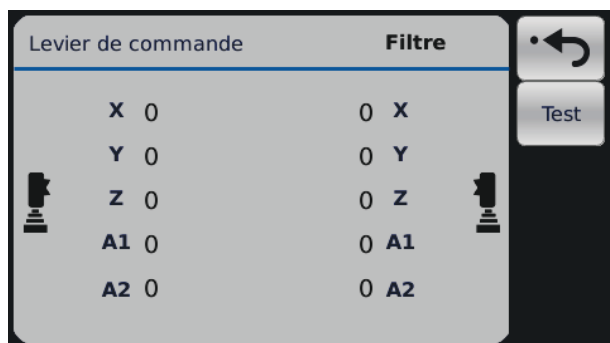 Levier de commande Filtre
X 0 0 X
Test
Y 0 0 Y
Z 0 0 Z
A1 0 0 A1
A2 0 0 A2